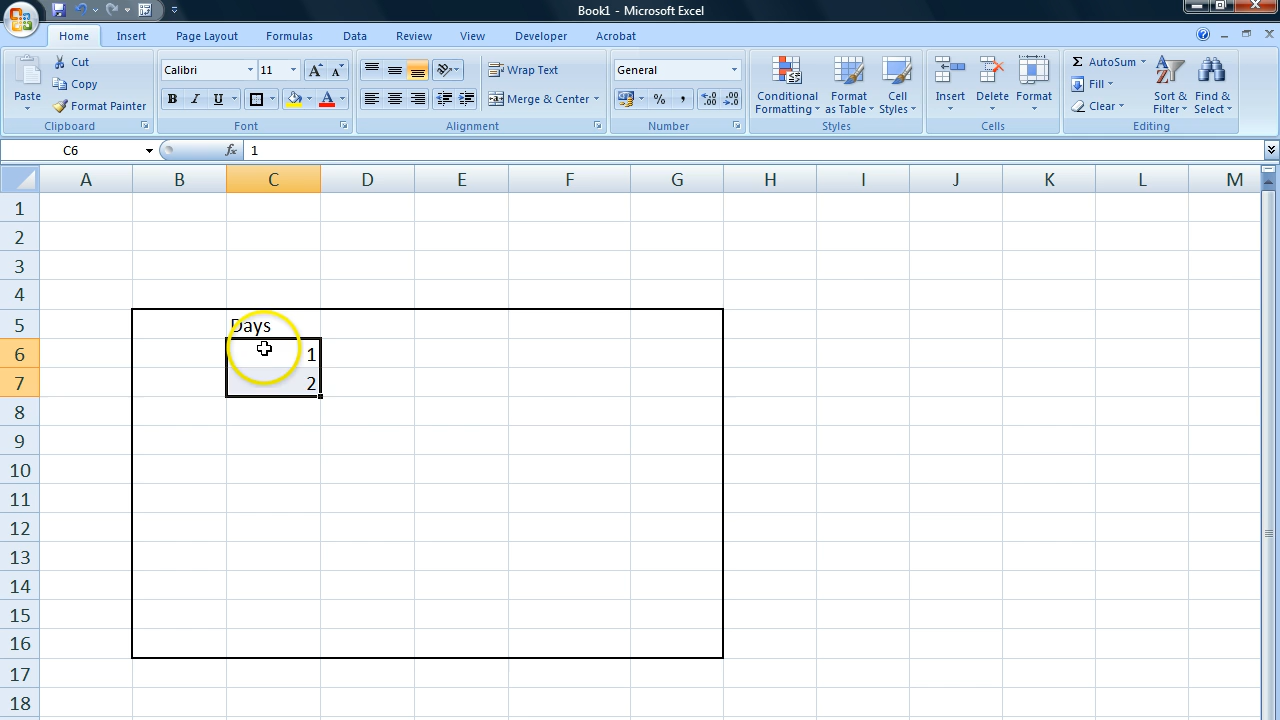 Book1 - Microsoft Excel
Home Insert Page Layout Formulas Data Review View Developer Acrobat
Paste
Cut
Copy
Format Painter
Clipboard
Calibri 11
B I U
Font
Wrap Text
Merge & Center
Alignment
General
% ,
Number
Conditional Formatting
Format as Table
Cell Styles
Styles
Insert
Delete
Format
Cells
AutoSum
Fill
Clear
Sort & Filter
Find & Select
Editing
C6 fx 1
A B C D E F G H I J K L M
1
2
3
4
5 Days
6 1
7 2
8
9
10
11
12
13
14
15
16
17
18